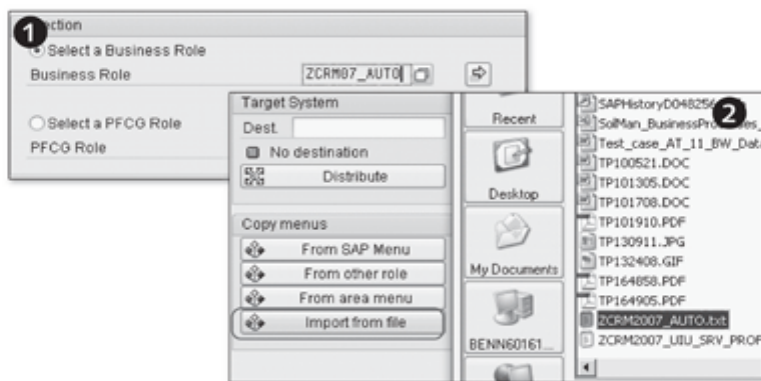 1
ection
Select a Business Role
Business Role ZCRM07_AUTO
Select a PFCG Role
PFCG Role
2
Target System
Dest.
No destination
Distribute
Copy menus
From SAP Menu
From other role
From area menu
Import from file
Recent
Desktop
My Documents
BENN60161...
SAPHistoryD048256
SolMan_BusinessProcesses_
Test_case_AT_11_BW_Data
TP100521.DOC
TP101305.DOC
TP101708.DOC
TP101910.PDF
TP130911.JPG
TP132408.GIF
TP164858.PDF
TP164905.PDF
ZCRM2007_AUTO.txt
ZCRM2007_UIU_SRV_PROF